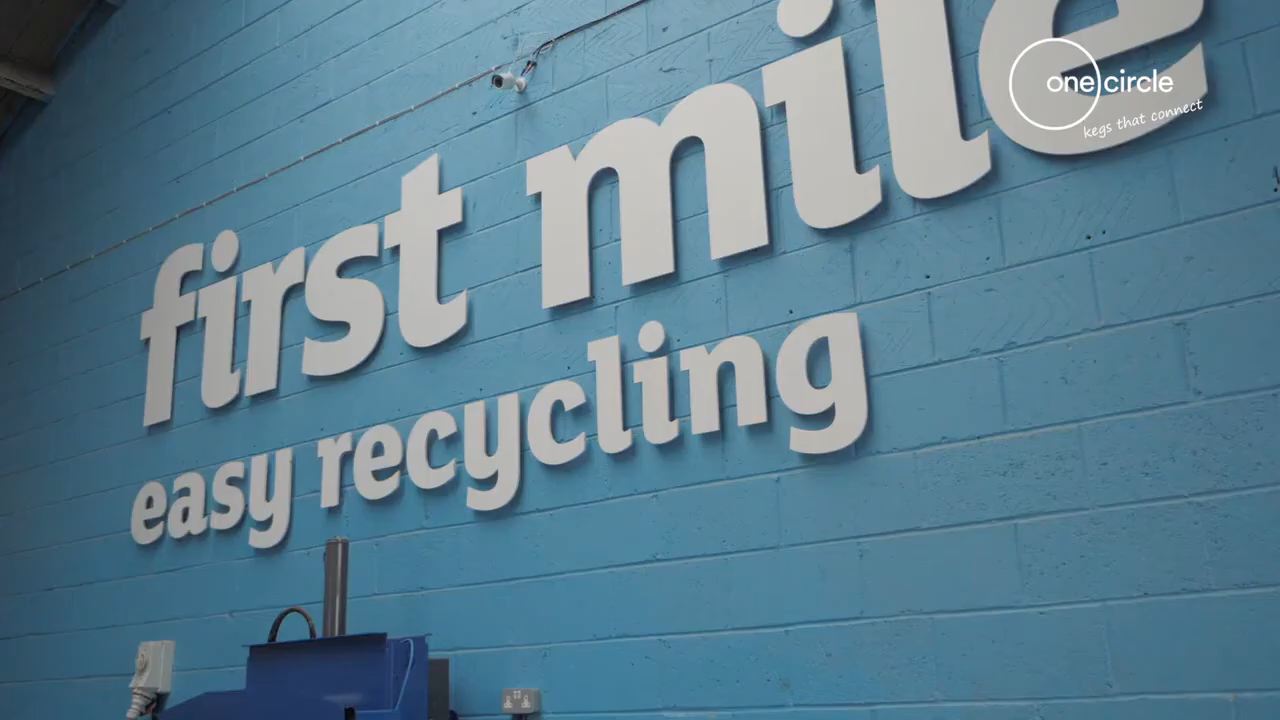 first mile
easy recycling
one circle
kegs that connect